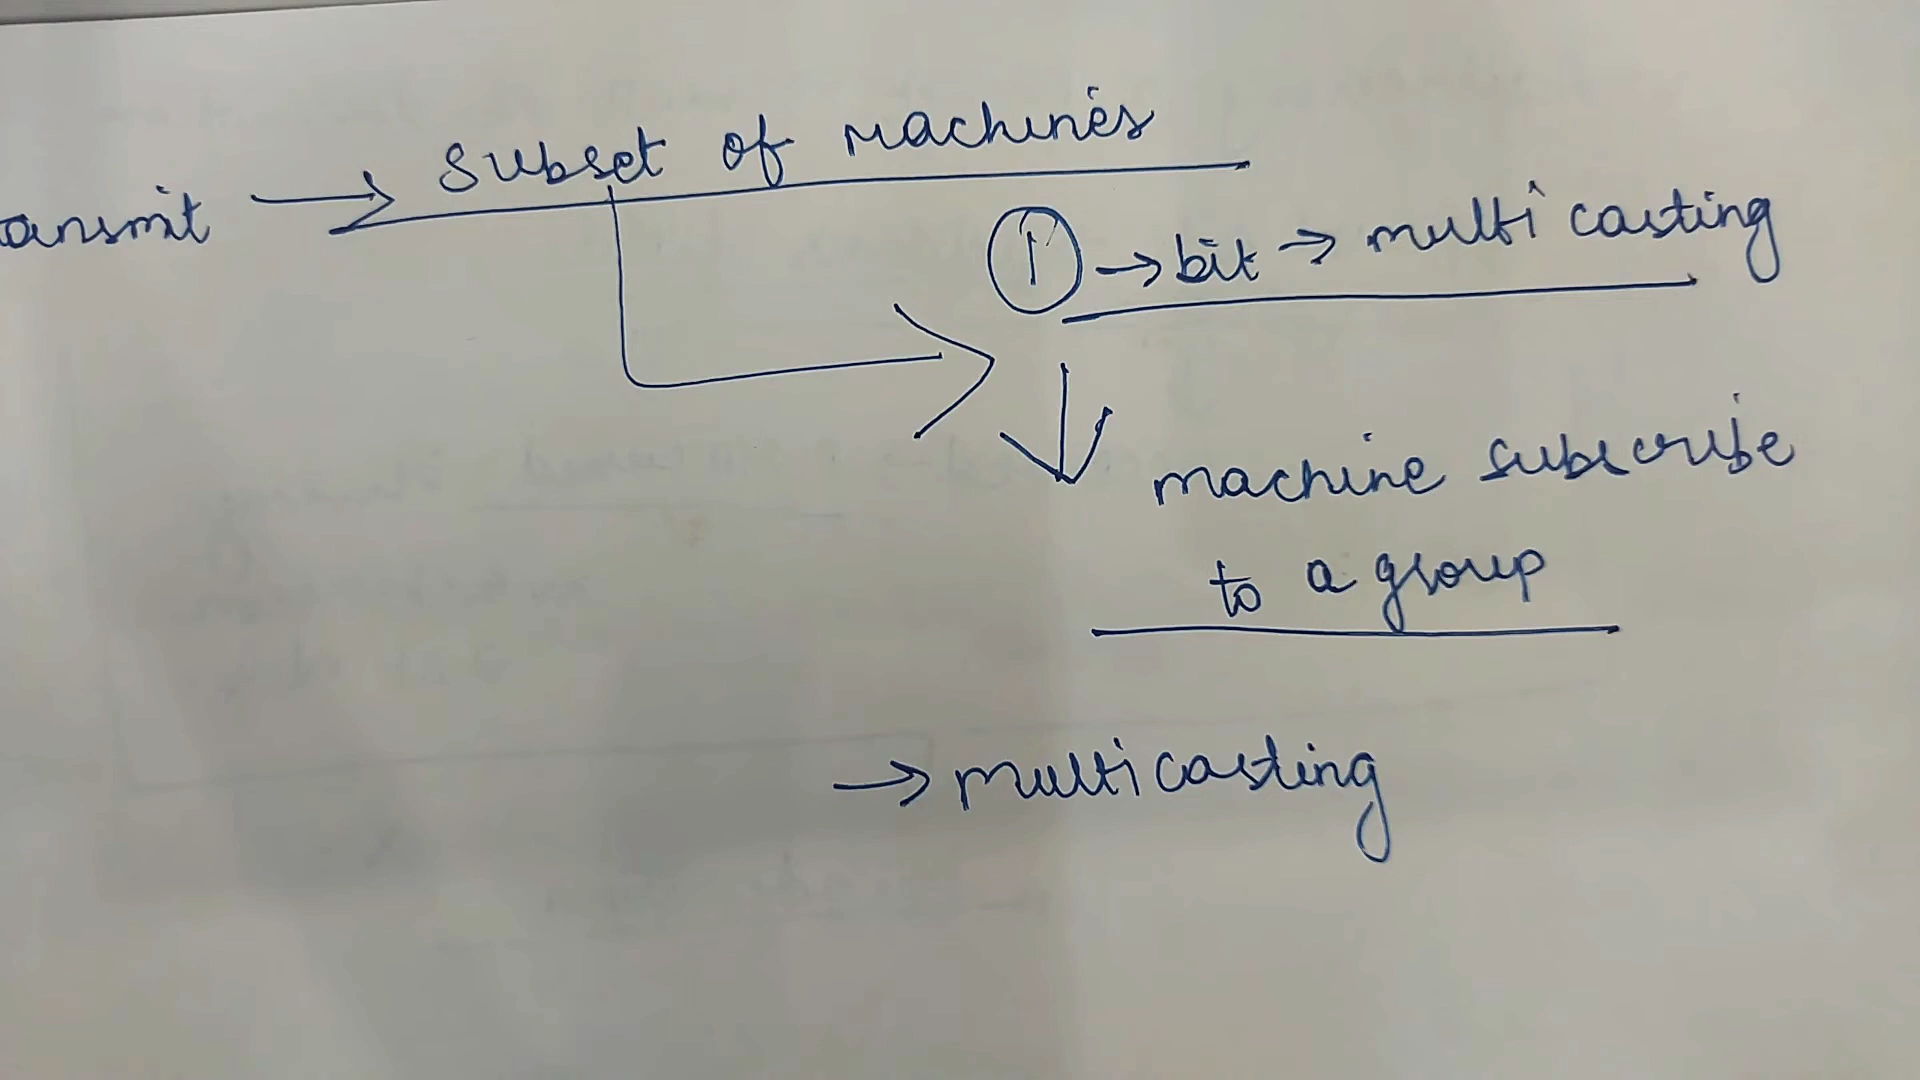 ansmit → subset of machines
1 → bit → multi casting
machine subscribe
to a group
→ multicasting